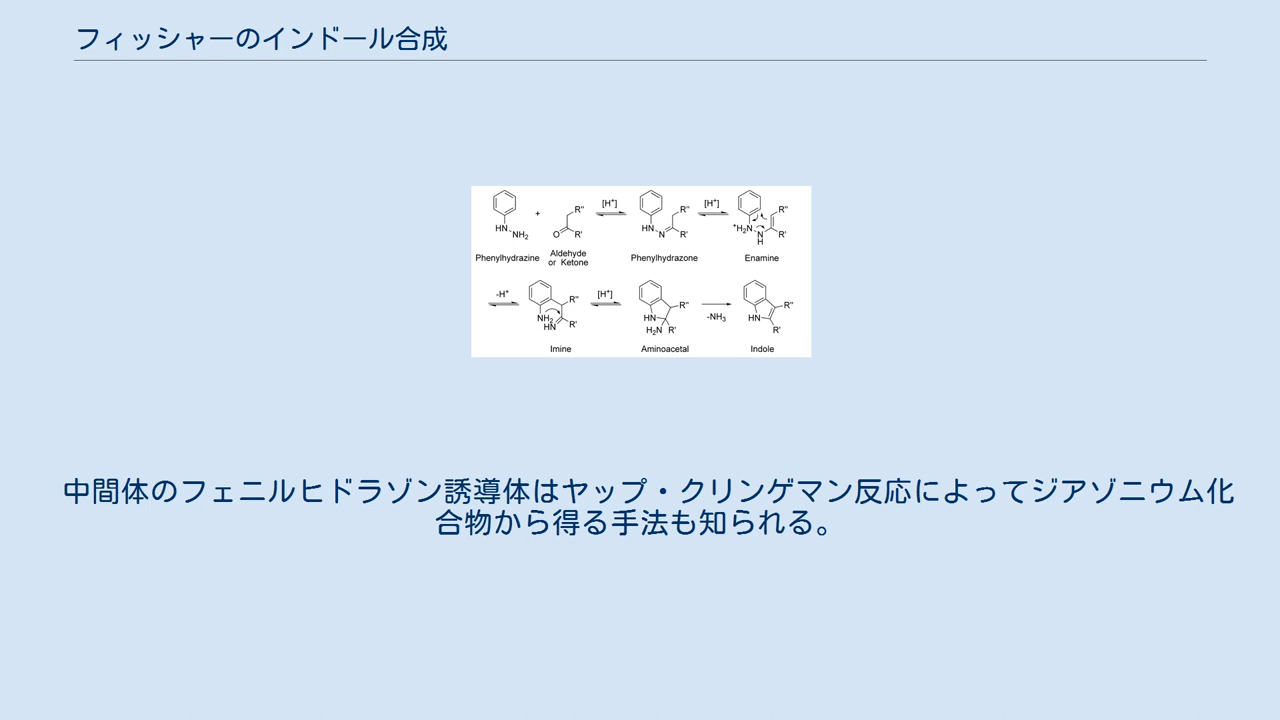 フィッシャーのインドール合成
[H⁺] [H⁺]
R" R" R"
+
HN NH₂ O R' HN N R' ⁺H₂N N H R'
Phenylhydrazine Aldehyde or Ketone Phenylhydrazone Enamine
-H⁺ [H⁺]
R" R" R"
NH₂ HN R' HN H₂N R' -NH₃ HN R'
Imine Aminoacetal Indole
中間体のフェニルヒドラゾン誘導体はヤップ・クリンゲマン反応によってジアゾニウム化
合物から得る手法も知られる。